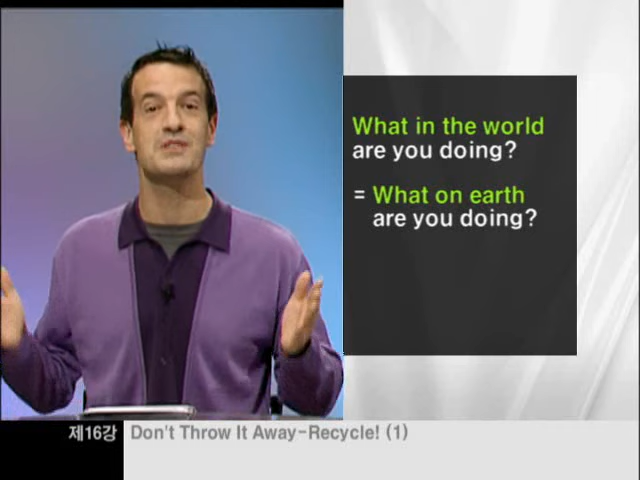 What in the world
are you doing?
= What on earth
are you doing?
제16강 Don't Throw It Away-Recycle! (1)